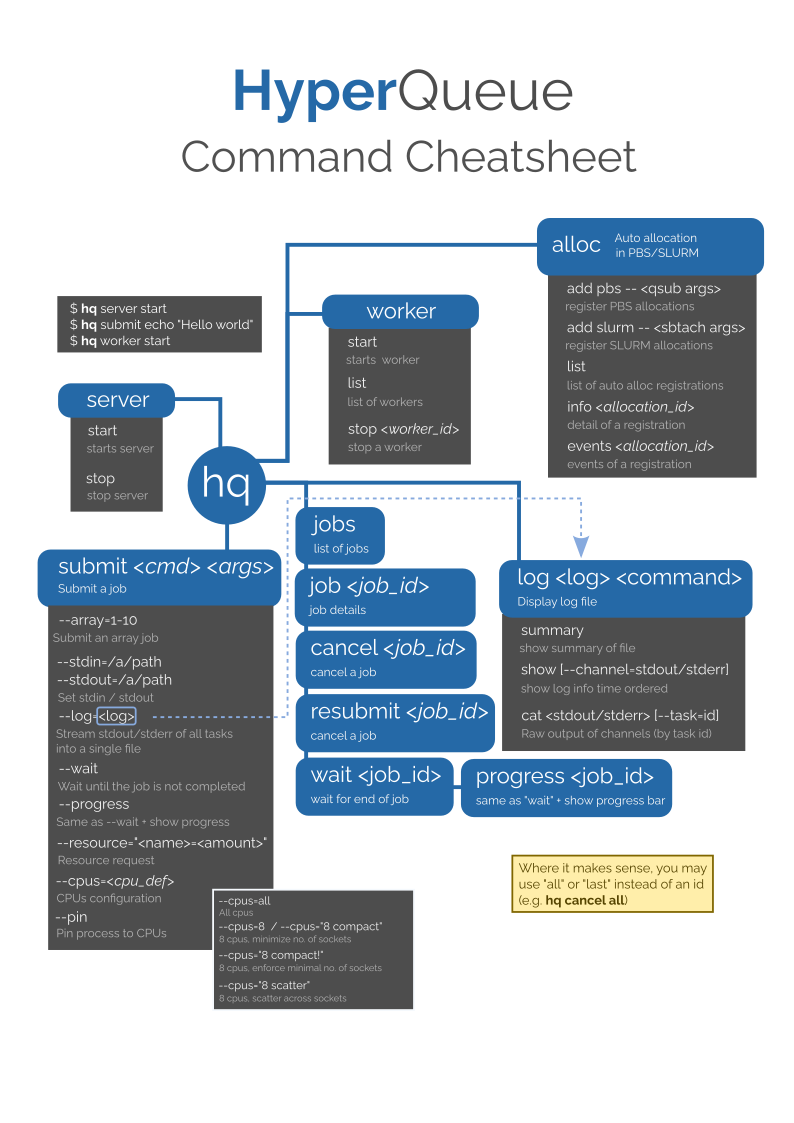 HyperQueue
Command Cheatsheet
alloc
Auto allocation
in PBS/SLURM
add pbs -- <qsub args>
register PBS allocations
add slurm -- <sbtach args>
register SLURM allocations
list
list of auto alloc registrations
info <allocation_id>
detail of a registration
events <allocation_id>
events of a registration
$ hq server start
$ hq submit echo "Hello world"
$ hq worker start
worker
start
starts worker
list
list of workers
stop <worker_id>
stop a worker
server
start
starts server
stop
stop server
hq
submit <cmd> <args>
Submit a job
--array=1-10
Submit an array job
--stdin=/a/path
--stdout=/a/path
Set stdin / stdout
--log=<log>
Stream stdout/stderr of all tasks
into a single file
--wait
Wait until the job is not completed
--progress
Same as --wait + show progress
--resource="<name>=<amount>"
Resource request
--cpus=<cpu_def>
CPUs configuration
--pin
Pin process to CPUs
--cpus=all
All cpus
--cpus=8 / --cpus="8 compact"
8 cpus, minimize no. of sockets
--cpus="8 compact!"
8 cpus, enforce minimal no. of sockets
--cpus="8 scatter"
8 cpus, scatter across sockets
jobs
list of jobs
job <job_id>
job details
cancel <job_id>
cancel a job
resubmit <job_id>
cancel a job
wait <job_id>
wait for end of job
progress <job_id>
same as "wait" + show progress bar
log <log> <command>
Display log file
summary
show summary of file
show [--channel=stdout/stderr]
show log info time ordered
cat <stdout/stderr> [--task=id]
Raw output of channels (by task id)
Where it makes sense, you may
use "all" or "last" instead of an id
(e.g. hq cancel all)